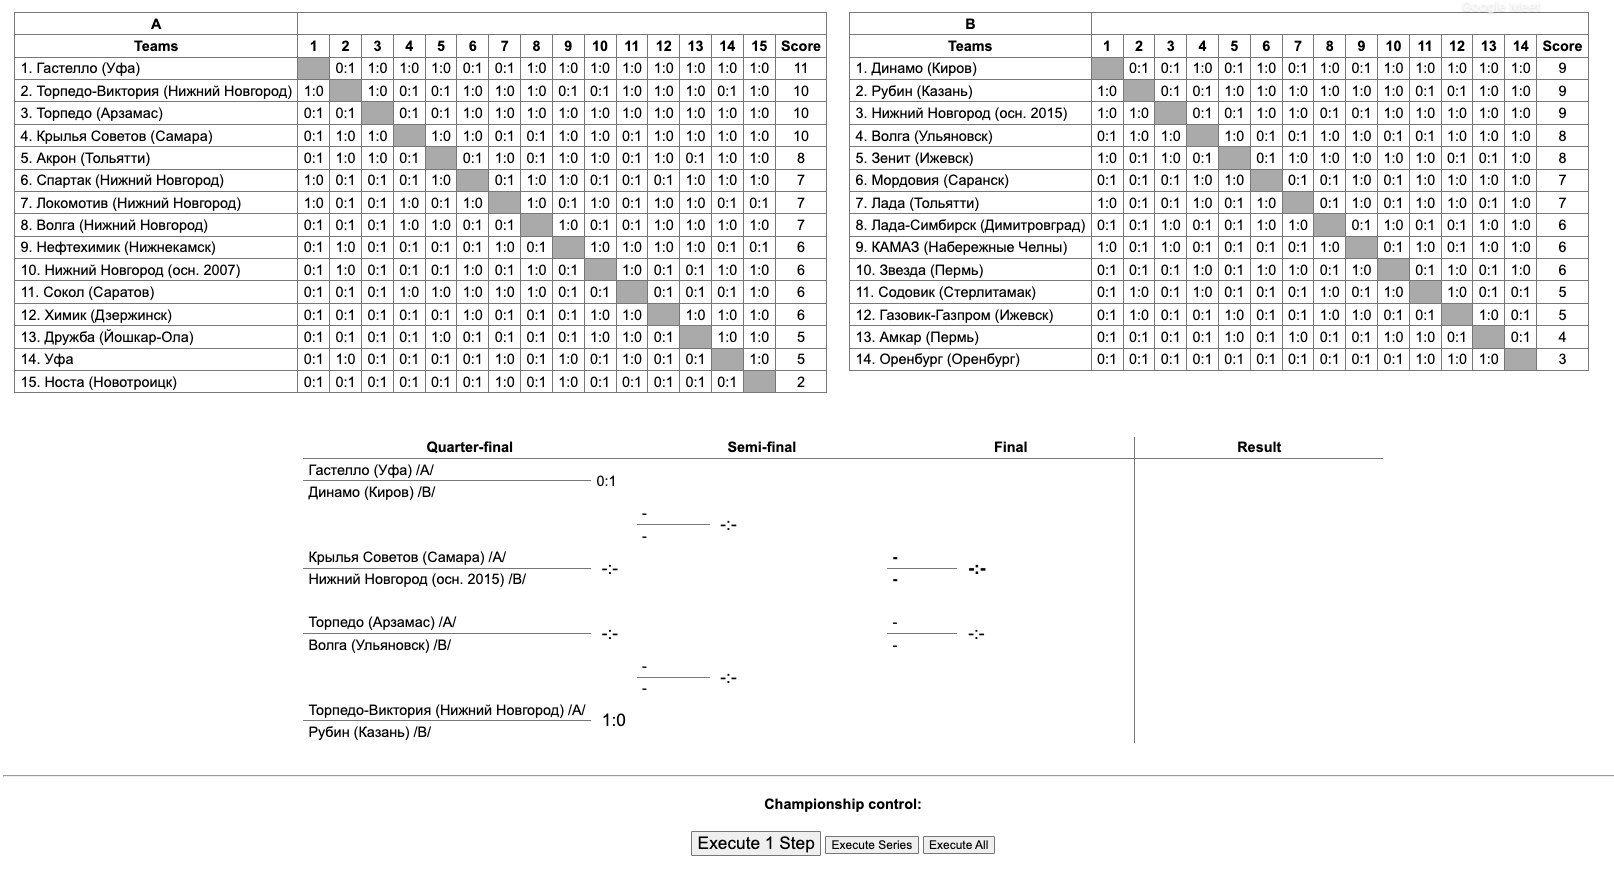 A
Teams 1 2 3 4 5 6 7 8 9 10 11 12 13 14 15 Score
1. Гастелло (Уфа) 0:1 1:0 1:0 1:0 0:1 0:1 1:0 1:0 1:0 1:0 1:0 1:0 1:0 1:0 11
2. Торпедо-Виктория (Нижний Новгород) 1:0 1:0 0:1 0:1 1:0 1:0 1:0 0:1 0:1 1:0 1:0 1:0 0:1 1:0 10
3. Торпедо (Арзамас) 0:1 0:1 0:1 0:1 1:0 1:0 1:0 1:0 1:0 1:0 1:0 1:0 1:0 1:0 10
4. Крылья Советов (Самара) 0:1 1:0 1:0 1:0 1:0 0:1 0:1 1:0 1:0 0:1 1:0 1:0 1:0 1:0 10
5. Акрон (Тольятти) 0:1 1:0 1:0 0:1 0:1 1:0 0:1 1:0 1:0 0:1 1:0 0:1 1:0 1:0 8
6. Спартак (Нижний Новгород) 1:0 0:1 0:1 0:1 1:0 0:1 1:0 1:0 0:1 0:1 0:1 1:0 1:0 1:0 7
7. Локомотив (Нижний Новгород) 1:0 0:1 0:1 1:0 0:1 1:0 0:1 0:1 1:0 0:1 1:0 1:0 1:0 0:1 7
8. Волга (Нижний Новгород) 0:1 0:1 0:1 1:0 1:0 0:1 1:0 1:0 0:1 0:1 0:1 1:0 1:0 1:0 7
9. Нефтехимик (Нижнекамск) 0:1 1:0 0:1 0:1 0:1 0:1 1:0 0:1 1:0 1:0 1:0 1:0 0:1 0:1 6
10. Нижний Новгород (осн. 2007) 0:1 1:0 0:1 0:1 0:1 1:0 0:1 1:0 0:1 1:0 0:1 0:1 1:0 1:0 6
11. Сокол (Саратов) 0:1 0:1 0:1 1:0 1:0 1:0 1:0 1:0 0:1 0:1 0:1 0:1 0:1 1:0 6
12. Химик (Дзержинск) 0:1 0:1 0:1 0:1 0:1 1:0 0:1 1:0 0:1 1:0 1:0 1:0 1:0 1:0 6
13. Дружба (Йошкар-Ола) 0:1 0:1 0:1 0:1 1:0 0:1 0:1 0:1 0:1 1:0 1:0 0:1 1:0 1:0 5
14. Уфа 0:1 1:0 0:1 0:1 0:1 0:1 0:1 0:1 1:0 0:1 1:0 0:1 0:1 1:0 5
15. Носта (Новотроицк) 0:1 0:1 0:1 0:1 0:1 0:1 1:0 0:1 1:0 0:1 0:1 0:1 0:1 0:1 2
B
Teams 1 2 3 4 5 6 7 8 9 10 11 12 13 14 Score
1. Динамо (Киров) 0:1 0:1 1:0 0:1 1:0 0:1 1:0 0:1 1:0 1:0 1:0 1:0 1:0 9
2. Рубин (Казань) 1:0 0:1 0:1 1:0 1:0 1:0 1:0 1:0 1:0 0:1 0:1 1:0 1:0 9
3. Нижний Новгород (осн. 2015) 1:0 1:0 0:1 0:1 1:0 1:0 0:1 0:1 1:0 1:0 1:0 1:0 1:0 9
4. Волга (Ульяновск) 0:1 1:0 1:0 1:0 0:1 0:1 1:0 1:0 1:0 0:1 1:0 1:0 0:1 8
5. Зенит (Ижевск) 1:0 0:1 1:0 0:1 0:1 1:0 1:0 1:0 1:0 1:0 0:1 0:1 1:0 8
6. Мордовия (Саранск) 0:1 0:1 0:1 1:0 1:0 0:1 0:1 1:0 0:1 1:0 1:0 1:0 1:0 7
7. Лада (Тольятти) 1:0 0:1 0:1 1:0 0:1 1:0 0:1 1:0 0:1 1:0 0:1 1:0 1:0 7
8. Лада-Симбирск (Димитровград) 0:1 0:1 1:0 0:1 0:1 1:0 1:0 0:1 1:0 0:1 0:1 1:0 1:0 6
9. КАМАЗ (Набережные Челны) 1:0 0:1 1:0 0:1 0:1 0:1 0:1 1:0 0:1 1:0 0:1 1:0 1:0 6
10. Звезда (Пермь) 0:1 0:1 0:1 0:1 0:1 1:0 1:0 0:1 1:0 0:1 1:0 0:1 1:0 6
11. Содовик (Стерлитамак) 0:1 1:0 0:1 1:0 0:1 0:1 0:1 1:0 0:1 1:0 1:0 0:1 0:1 5
12. Газовик-Газпром (Ижевск) 0:1 1:0 0:1 0:1 1:0 0:1 1:0 1:0 1:0 0:1 0:1 1:0 0:1 5
13. Амкар (Пермь) 0:1 0:1 0:1 0:1 1:0 0:1 0:1 0:1 0:1 1:0 1:0 0:1 0:1 4
14. Оренбург (Оренбург) 0:1 0:1 0:1 1:0 0:1 0:1 0:1 0:1 0:1 0:1 1:0 1:0 1:0 3
Quarter-final Semi-final Final Result
Гастелло (Уфа) /A/
0:1
Динамо (Киров) /B/
-
-:-
-
Крылья Советов (Самара) /A/ -
-:- -:-
Нижний Новгород (осн. 2015) /B/ -
Торпедо (Арзамас) /A/ -
-:- -:-
Волга (Ульяновск) /B/ -
-
-:-
-
Торпедо-Виктория (Нижний Новгород) /A/
1:0
Рубин (Казань) /B/
Championship control:
Execute 1 Step Execute Series Execute All